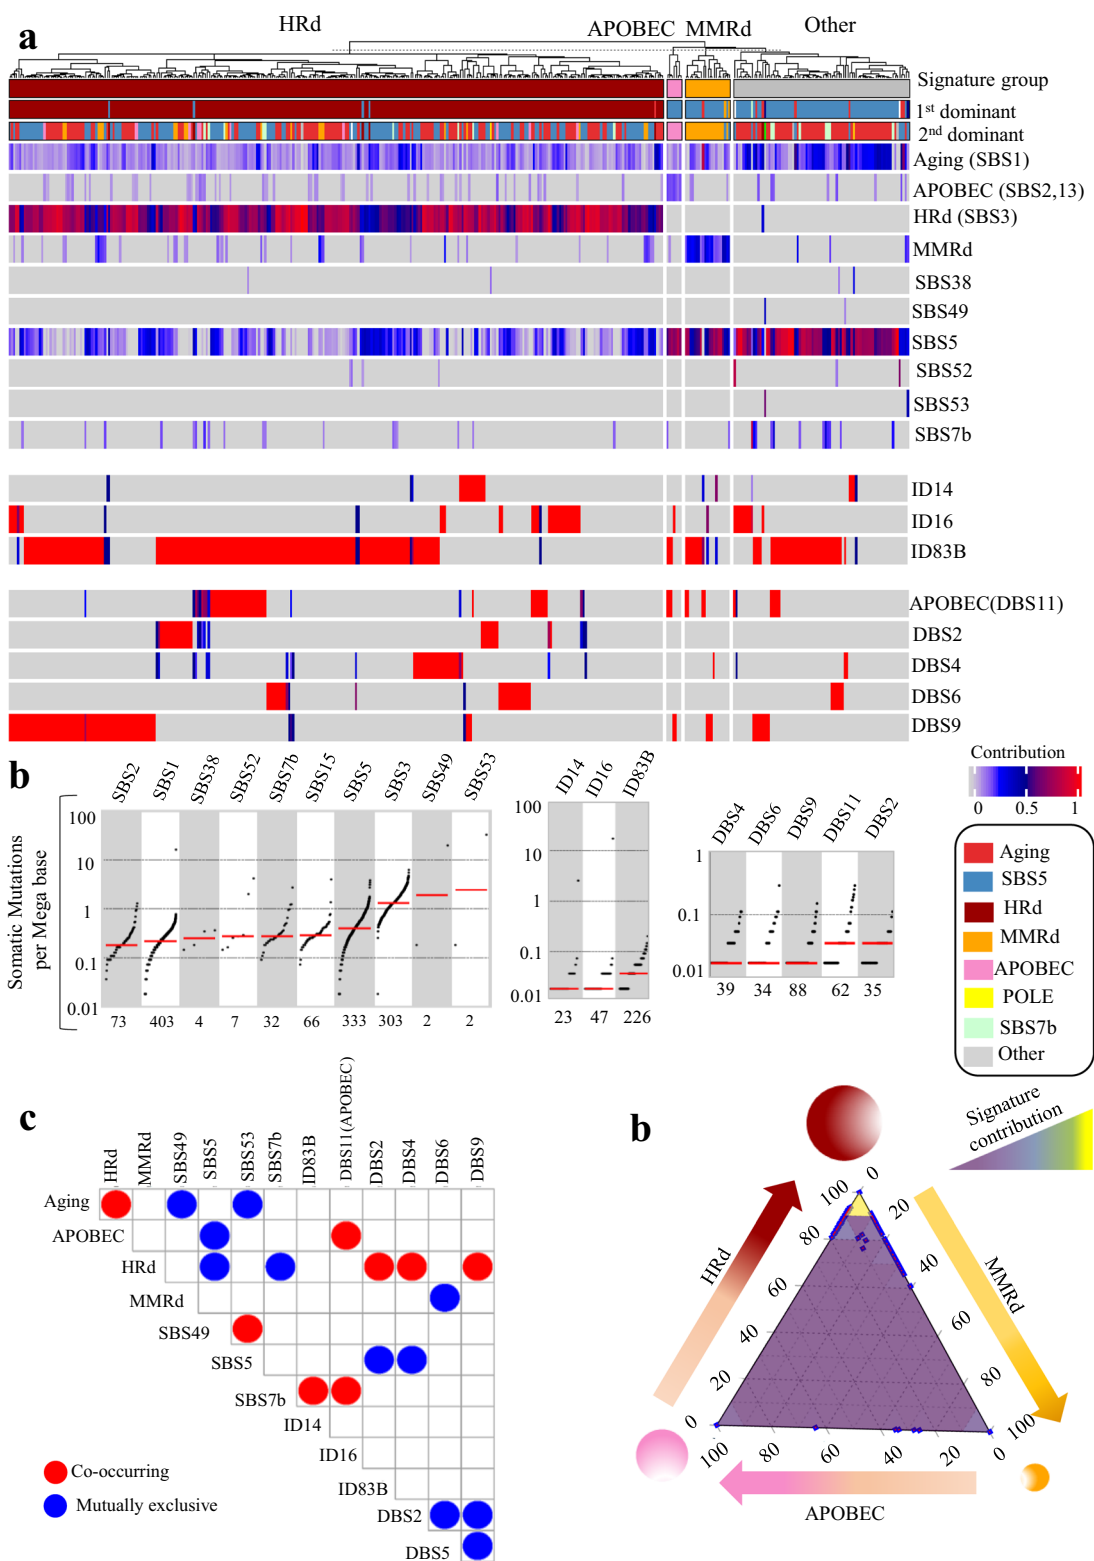 a
HRd APOBEC MMRd Other
Signature group
1st dominant
2nd dominant
Aging (SBS1)
APOBEC (SBS2,13)
HRd (SBS3)
MMRd
SBS38
SBS49
SBS5
SBS52
SBS53
SBS7b
ID14
ID16
ID83B
APOBEC(DBS11)
DBS2
DBS4
DBS6
DBS9
b
SBS2 SBS1 SBS38 SBS52 SBS7b SBS15 SBS5 SBS3 SBS49 SBS53
Somatic Mutations
per Mega base
100
10
1
0.1
0.01
73 403 4 7 32 66 333 303 2 2
ID14 ID16 ID83B
100
10
1
0.1
0.01
23 47 226
DBS4 DBS6 DBS9 DBS11 DBS2
1
0.1
0.01
39 34 88 62 35
Contribution
0 0.5 1
Aging
SBS5
HRd
MMRd
APOBEC
POLE
SBS7b
Other
c
HRd MMRd SBS49 SBS5 SBS53 SBS7b ID83B DBS11(APOBEC) DBS2 DBS4 DBS6 DBS9
Aging
APOBEC
HRd
MMRd
SBS49
SBS5
SBS7b
ID14
ID16
ID83B
DBS2
DBS5
Co-occurring
Mutually exclusive
b
Signature
contribution
HRd
0 20 40 60 80 100
MMRd
0 20 40 60 80 100
APOBEC
100 80 60 40 20 0